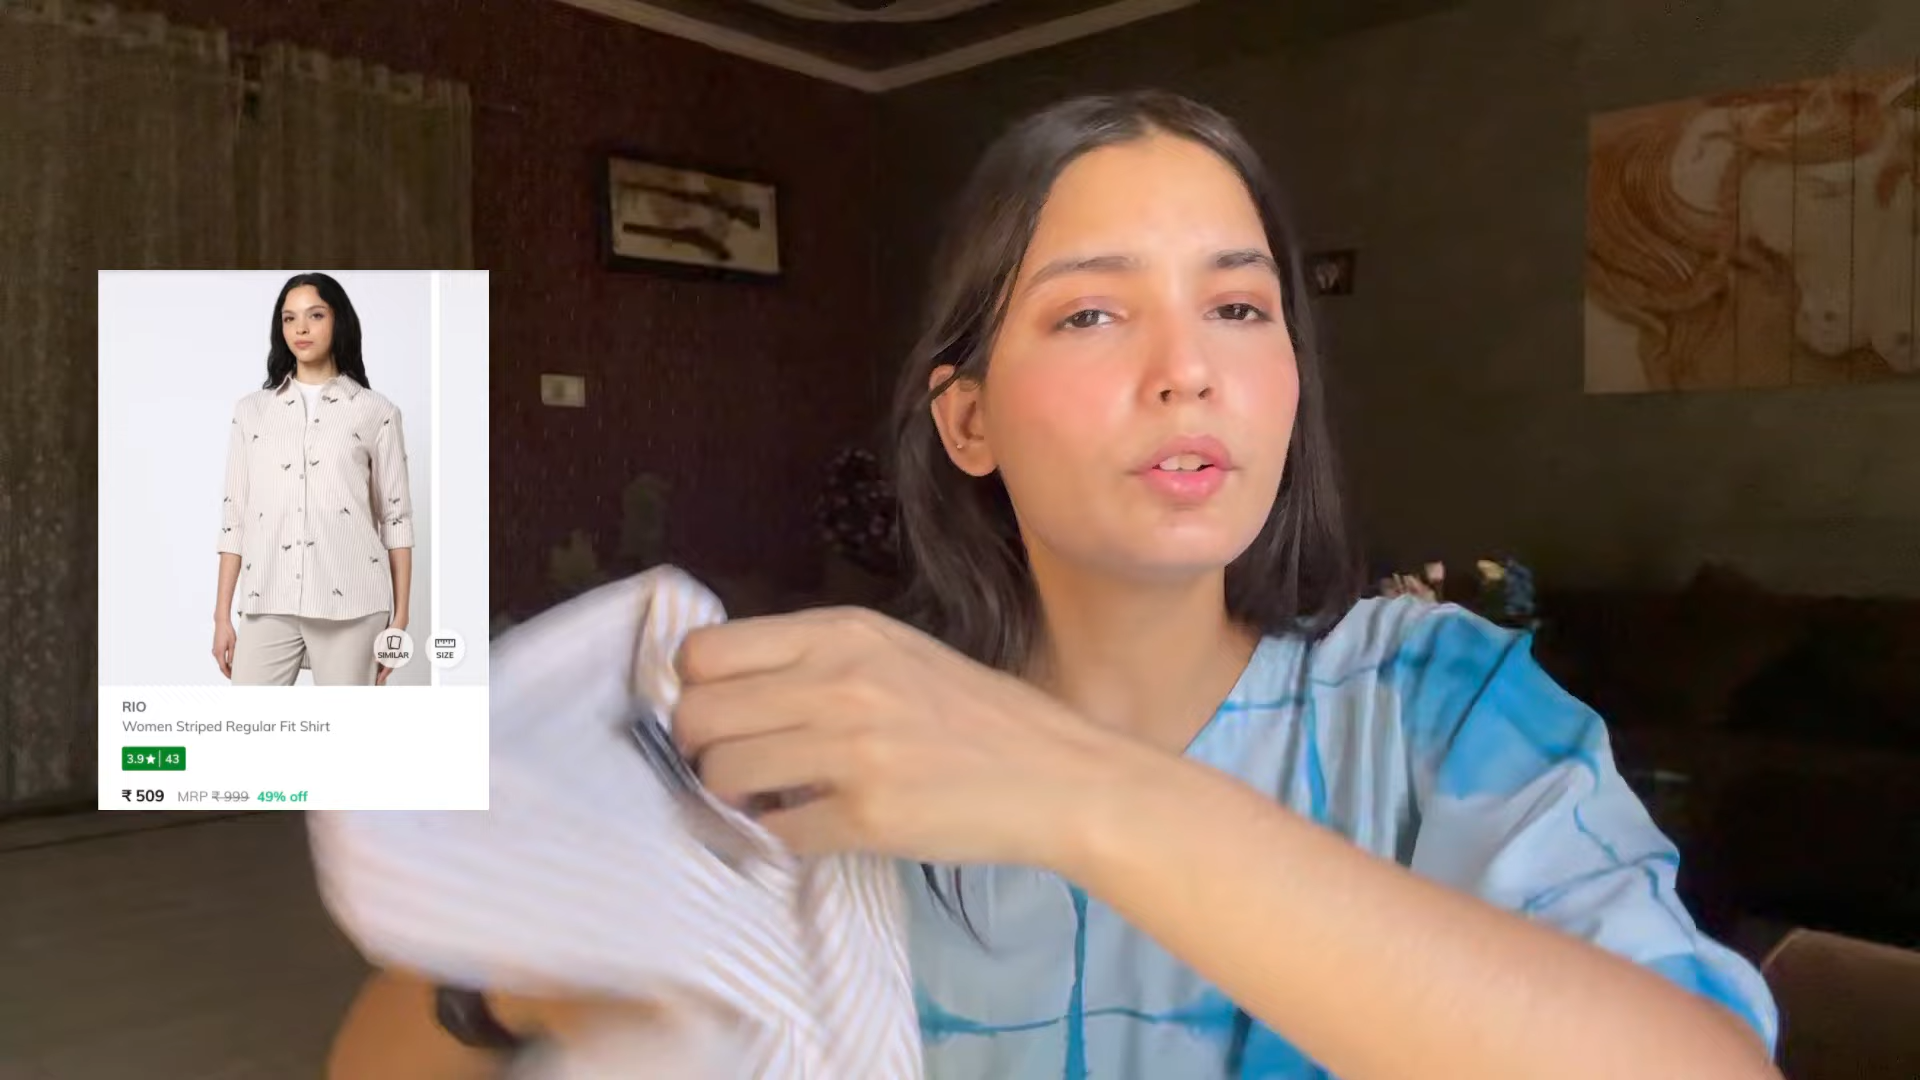 SIMILAR
SIZE
RIO
Women Striped Regular Fit Shirt
3.9★ | 43
₹ 509 MRP ₹ 999 49% off